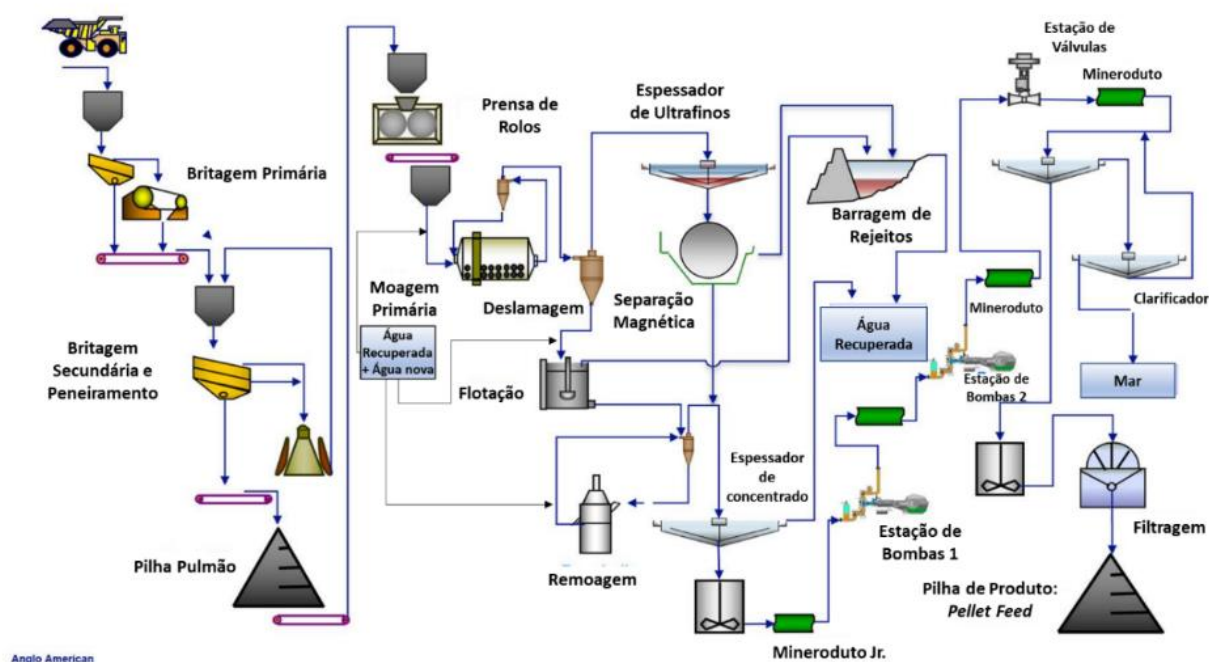 Britagem Primária
Britagem
Secundária e
Peneiramento
Pilha Pulmão
Prensa de
Rolos
Moagem
Primária
Água
Recuperada
+ Água nova
Deslamagem
Flotação
Remoagem
Espessador
de Ultrafinos
Separação
Magnética
Barragem de
Rejeitos
Água
Recuperada
Espessador
de
concentrado
Mineroduto Jr.
Estação de
Bombas 1
Estação de
Bombas 2
Mineroduto
Estação de
Válvulas
Mineroduto
Clarificador
Mar
Filtragem
Pilha de Produto:
Pellet Feed
Anglo American